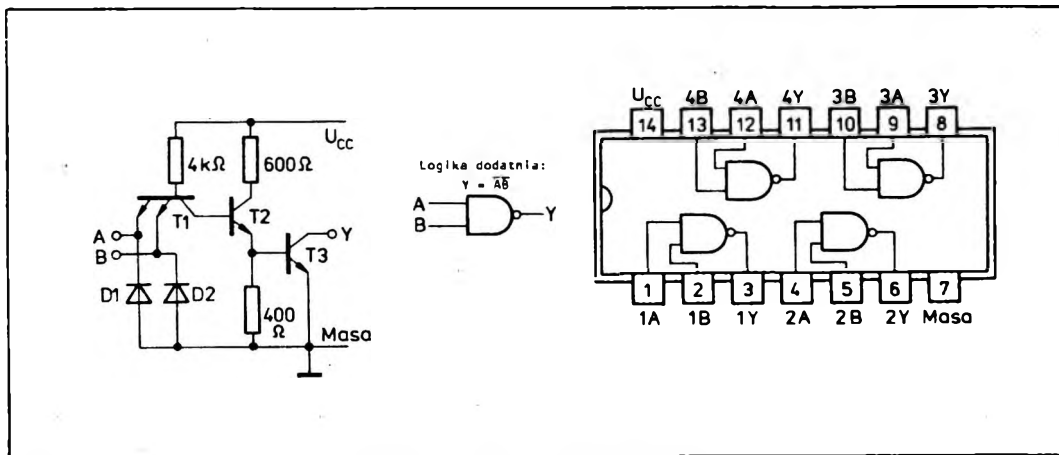 U_CC
4kΩ
600Ω
T1
T2
A
B
Y
T3
D1
D2
400
Ω
Masa
Logika dodatnia:
Y = \overline{AB}
A
B
Y
U_CC 4B 4A 4Y 3B 3A 3Y
14 13 12 11 10 9 8
1 2 3 4 5 6 7
1A 1B 1Y 2A 2B 2Y Masa